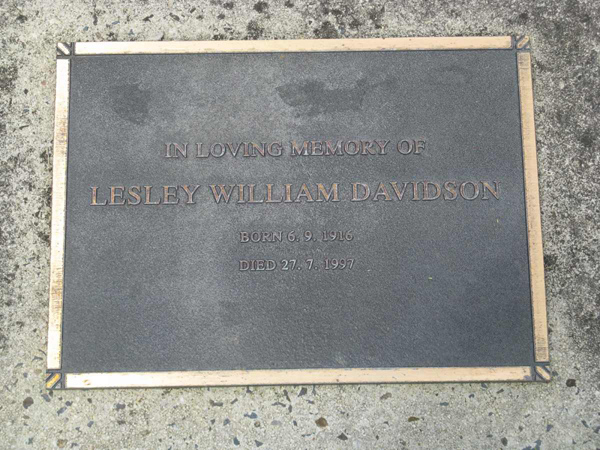 IN LOVING MEMORY OF
LESLEY WILLIAM DAVIDSON
BORN 6. 9. 1916
DIED 27. 7. 1997